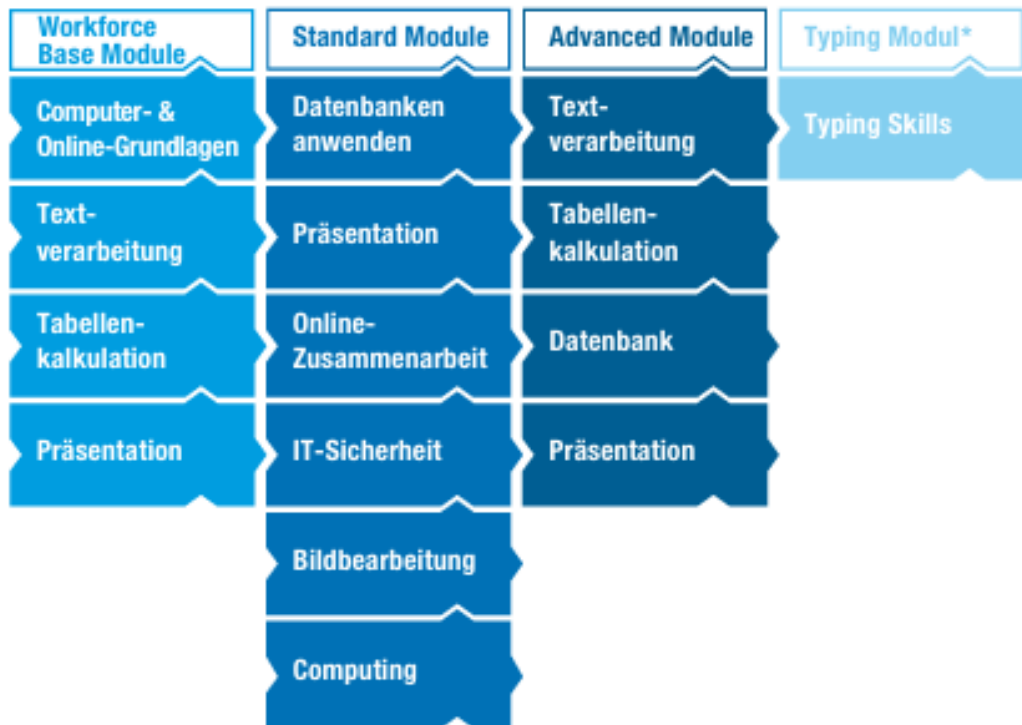 Workforce
Base Module
Computer- &
Online-Grundlagen
Text-
verarbeitung
Tabellen-
kalkulation
Präsentation
Standard Module
Datenbanken
anwenden
Präsentation
Online-
Zusammenarbeit
IT-Sicherheit
Bildbearbeitung
Computing
Advanced Module
Text-
verarbeitung
Tabellen-
kalkulation
Datenbank
Präsentation
Typing Modul*
Typing Skills